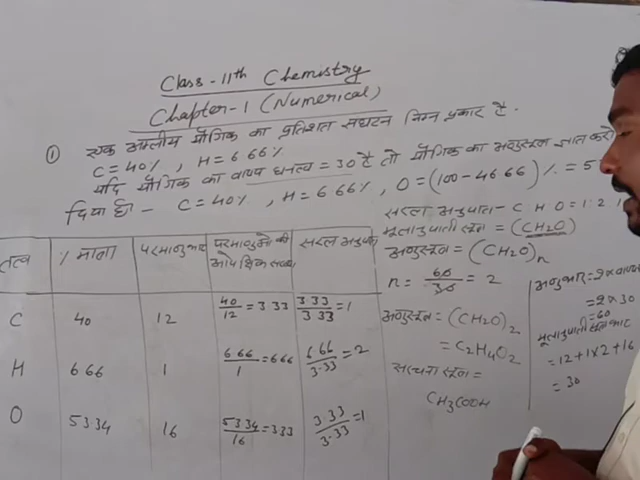 Class-11th Chemistry
Chapter-1 (Numerical)
① एक अम्लीय यौगिक का प्रतिशत संघटन निम्न प्रकार है.
C = 40% , H = 6.66%
यदि यौगिक का वाष्प घनत्व = 30 है तो यौगिक का अणुसूत्र ज्ञात करो
दिया है - C = 40% , H = 6.66% , O = (100 - 46.66) % = 5
तत्व % मात्रा परमाणुभार परमाणुओं की आपेक्षिक संख्या सरल अनुपात
C 40 12 40/12 = 3.33 3.33/3.33 = 1
H 6.66 1 6.66/1 = 6.66 6.66/3.33 = 2
O 53.34 16 53.34/16 = 3.33 3.33/3.33 = 1
सरल अनुपात - C : H : O = 1 : 2 : 1
मूलानुपाती सूत्र = (CH2O)
अणुसूत्र = (CH2O)n
n = 60/30 = 2
अणुसूत्र = (CH2O)2
= C2H4O2
संरचना सूत्र =
CH3COOH
अणुभार = 2 x
= 2 x 30
= 60
मूलानुपाती सूत्र भार
= 12 + 1x2 + 16
= 30